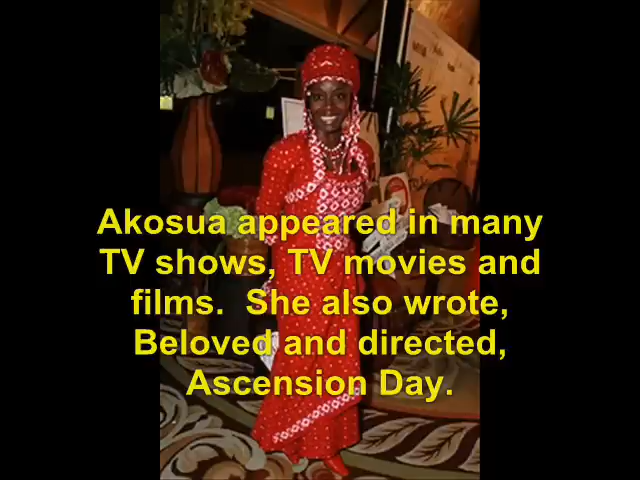 Akosua appeared in many
TV shows, TV movies and
films.  She also wrote,
Beloved and directed,
Ascension Day.